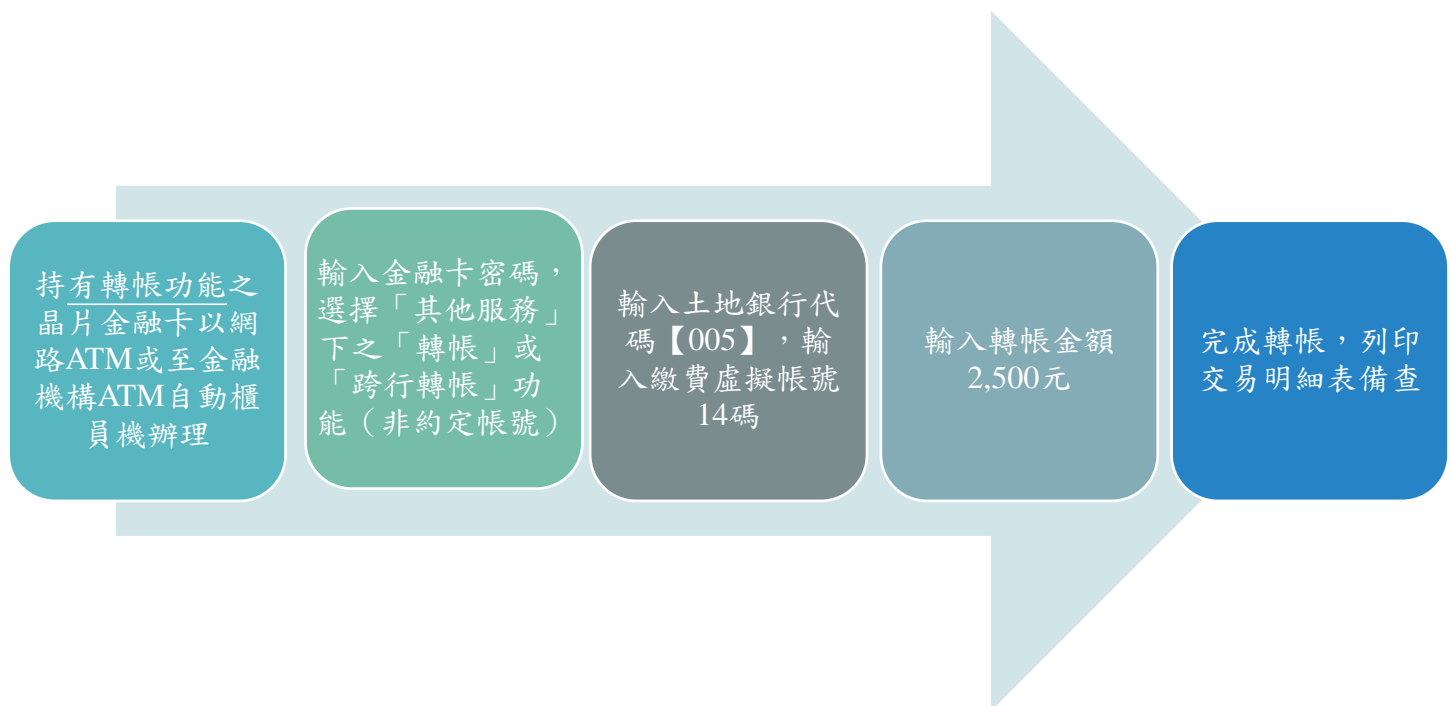 持有轉帳功能之
晶片金融卡以網
路ATM或至金融
機構ATM自動櫃
員機辦理
輸入金融卡密碼，
選擇「其他服務」
下之「轉帳」或
「跨行轉帳」功
能（非約定帳號）
輸入土地銀行代
碼【005】，輸
入繳費虛擬帳號
14碼
輸入轉帳金額
2,500元
完成轉帳，列印
交易明細表備查